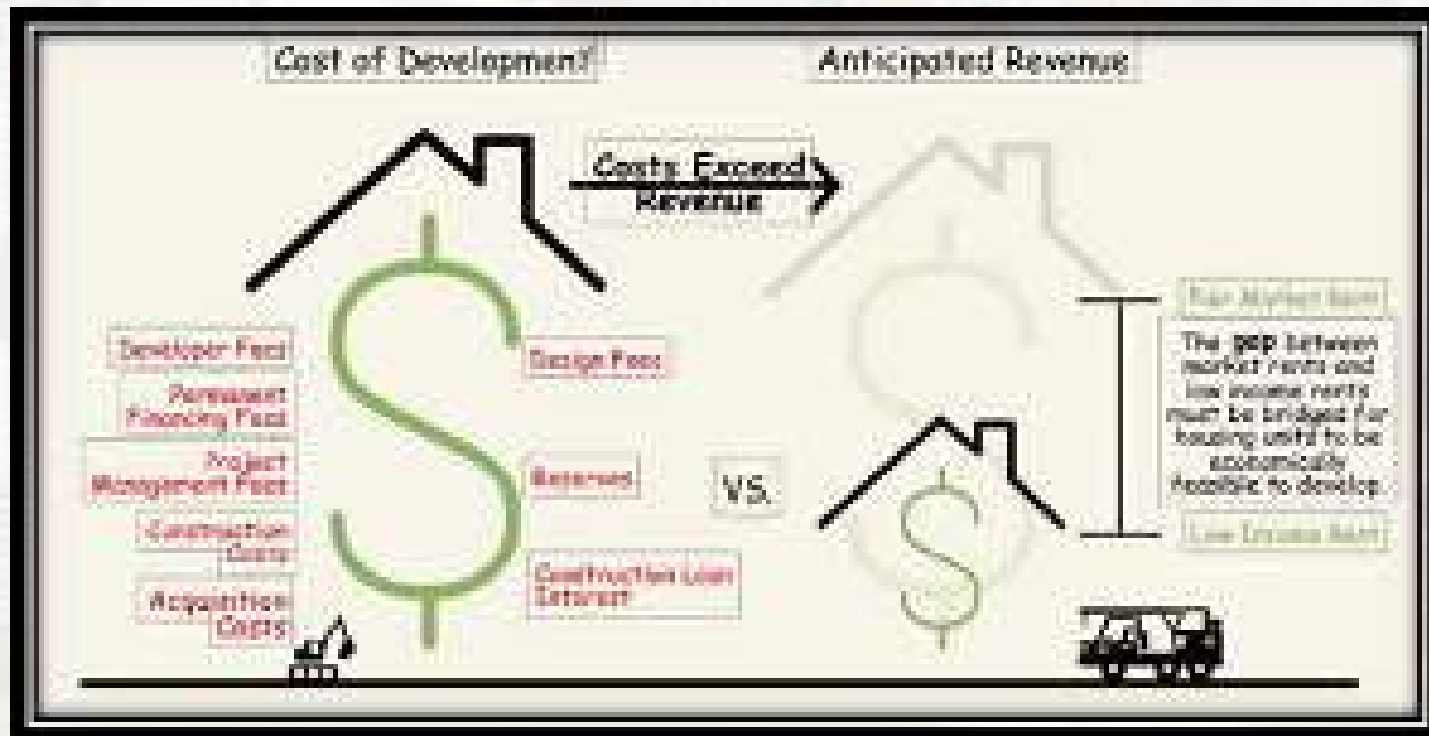 Cost of Development
Anticipated Revenue
Costs Exceed
Revenue
Developer Fees
Permanent
Financing Fees
Project
Management Fees
Construction
Costs
Acquisition
Costs
Design Fees
Reserves
Construction Loan
Interest
VS.
Fair Market Rent
The gap between
market rents and
low income rents
must be bridged for
housing units to be
economically
feasible to develop.
Low Income Rent